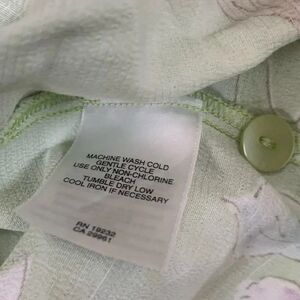 MACHINE WASH COLD
GENTLE CYCLE
USE ONLY NON-CHLORINE
BLEACH
TUMBLE DRY LOW
COOL IRON IF NECESSARY
RN 19232
CA 29961